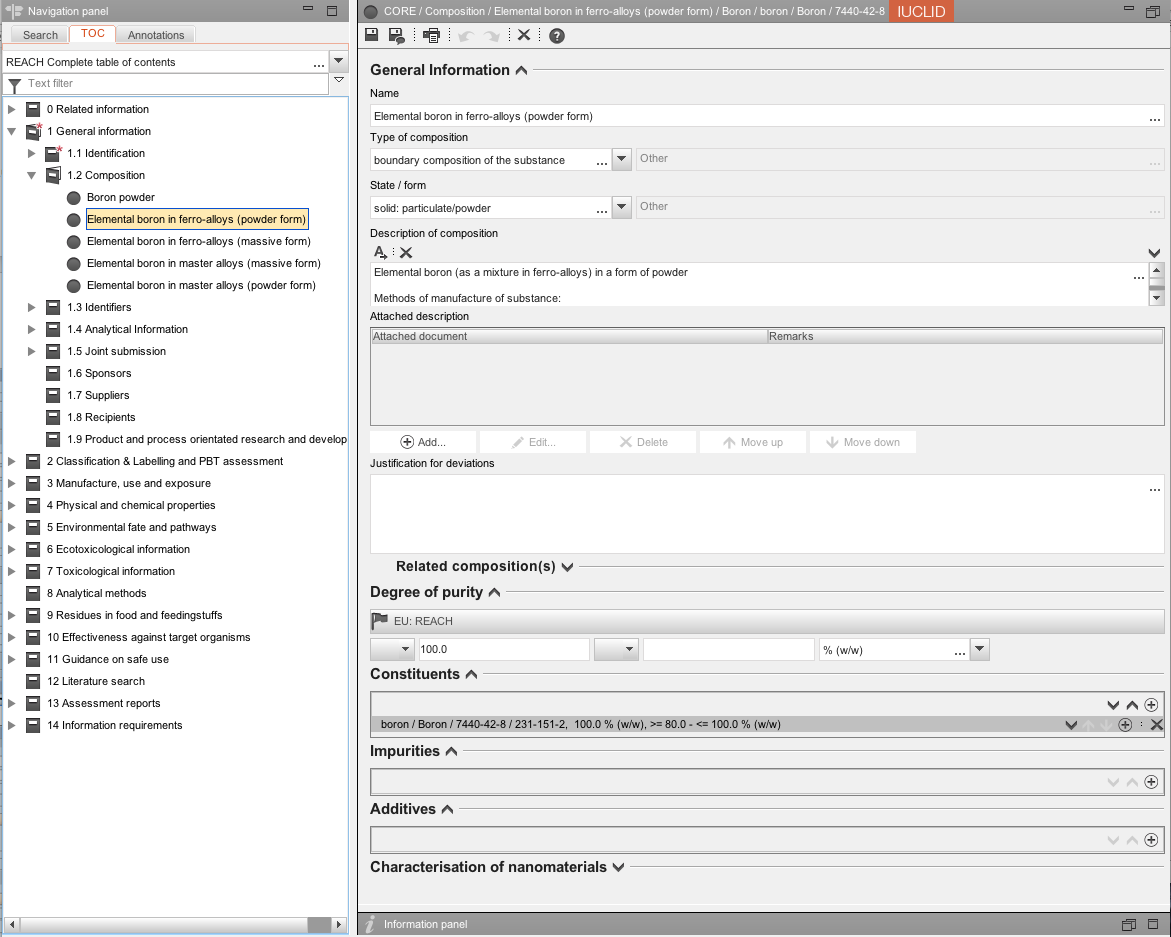 Navigation panel
Search
TOC
Annotations
REACH Complete table of contents
...
Text filter
0 Related information
1 General information
1.1 Identification
1.2 Composition
Boron powder
Elemental boron in ferro-alloys (powder form)
Elemental boron in ferro-alloys (massive form)
Elemental boron in master alloys (massive form)
Elemental boron in master alloys (powder form)
1.3 Identifiers
1.4 Analytical Information
1.5 Joint submission
1.6 Sponsors
1.7 Suppliers
1.8 Recipients
1.9 Product and process orientated research and develop
2 Classification & Labelling and PBT assessment
3 Manufacture, use and exposure
4 Physical and chemical properties
5 Environmental fate and pathways
6 Ecotoxicological information
7 Toxicological information
8 Analytical methods
9 Residues in food and feedingstuffs
10 Effectiveness against target organisms
11 Guidance on safe use
12 Literature search
13 Assessment reports
14 Information requirements
CORE / Composition / Elemental boron in ferro-alloys (powder form) / Boron / boron / Boron / 7440-42-8
IUCLID
General Information
Name
Elemental boron in ferro-alloys (powder form) ...
Type of composition
boundary composition of the substance ... Other ...
State / form
solid: particulate/powder ... Other ...
Description of composition
Elemental boron (as a mixture in ferro-alloys) in a form of powder ...
Methods of manufacture of substance:
Attached description
Attached document Remarks
Add... Edit... Delete Move up Move down
Justification for deviations
...
Related composition(s)
Degree of purity
EU: REACH
100.0 % (w/w) ...
Constituents
boron / Boron / 7440-42-8 / 231-151-2, 100.0 % (w/w), >= 80.0 - <= 100.0 % (w/w)
Impurities
Additives
Characterisation of nanomaterials
Information panel